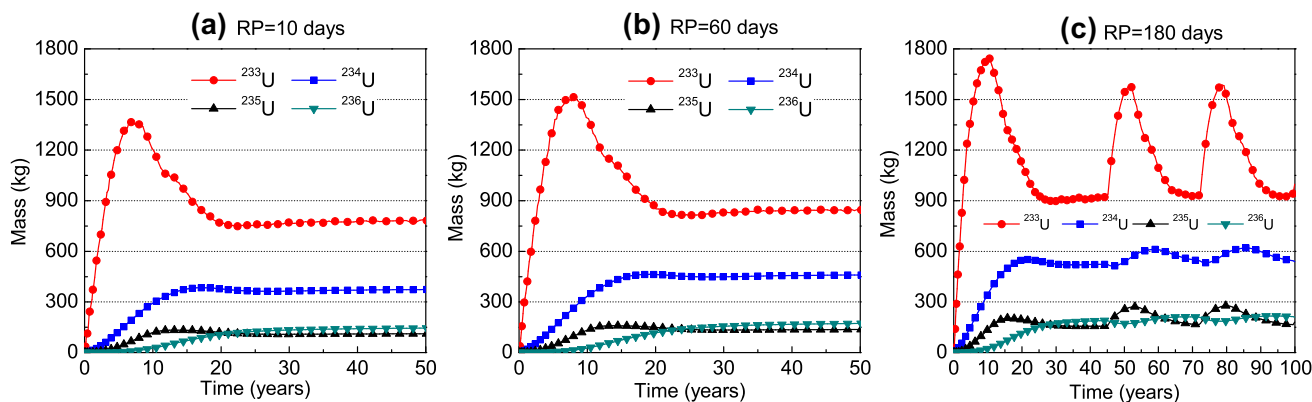 (a) RP=10 days
1800
1500
1200
900
600
300
0
Mass (kg)
²³³U ²³⁴U
²³⁵U ²³⁶U
0 10 20 30 40 50
Time (years)
(b) RP=60 days
1800
1500
1200
900
600
300
0
Mass (kg)
²³³U ²³⁴U
²³⁵U ²³⁶U
0 10 20 30 40 50
Time (years)
(c) RP=180 days
1800
1500
1200
900
600
300
0
Mass (kg)
²³³U ²³⁴U ²³⁵U ²³⁶U
0 10 20 30 40 50 60 70 80 90 100
Time (years)